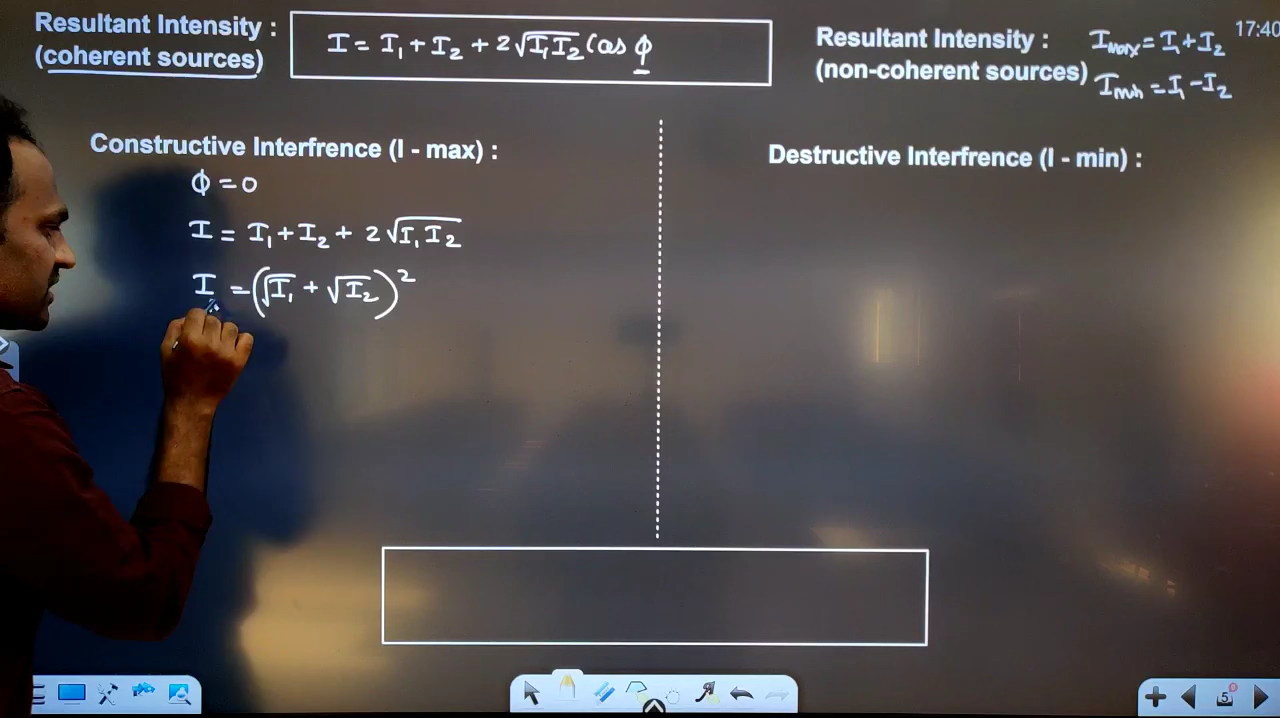 Resultant Intensity :
(coherent sources)
I = I₁ + I₂ + 2√I₁I₂ Cos ϕ
Resultant Intensity :
(non-coherent sources)
Imax = I₁ + I₂
Imin = I₁ - I₂
17:40
Constructive Interfrence (I - max) :
ϕ = 0
I = I₁ + I₂ + 2√I₁I₂
I = (√I₁ + √I₂)²
Destructive Interfrence (I - min) :
5